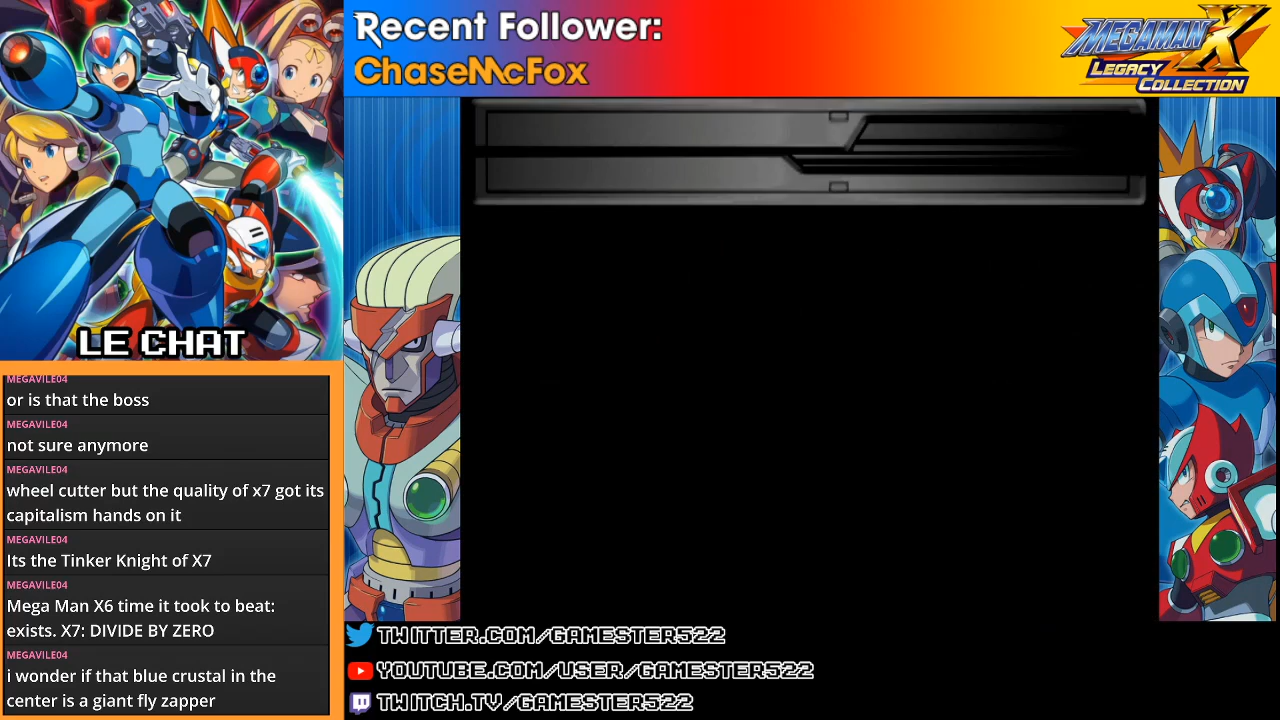 Recent Follower:
ChaseMcFox
MEGAMAN X
LEGACY
COLLECTION
LE CHAT
MEGAVILE04
or is that the boss
MEGAVILE04
not sure anymore
MEGAVILE04
wheel cutter but the quality of x7 got its
capitalism hands on it
MEGAVILE04
Its the Tinker Knight of X7
MEGAVILE04
Mega Man X6 time it took to beat:
exists. X7: DIVIDE BY ZERO
MEGAVILE04
i wonder if that blue crustal in the
center is a giant fly zapper
TWITTER.COM/GAMESTER522
YOUTUBE.COM/USER/GAMESTER522
TWITCH.TV/GAMESTER522